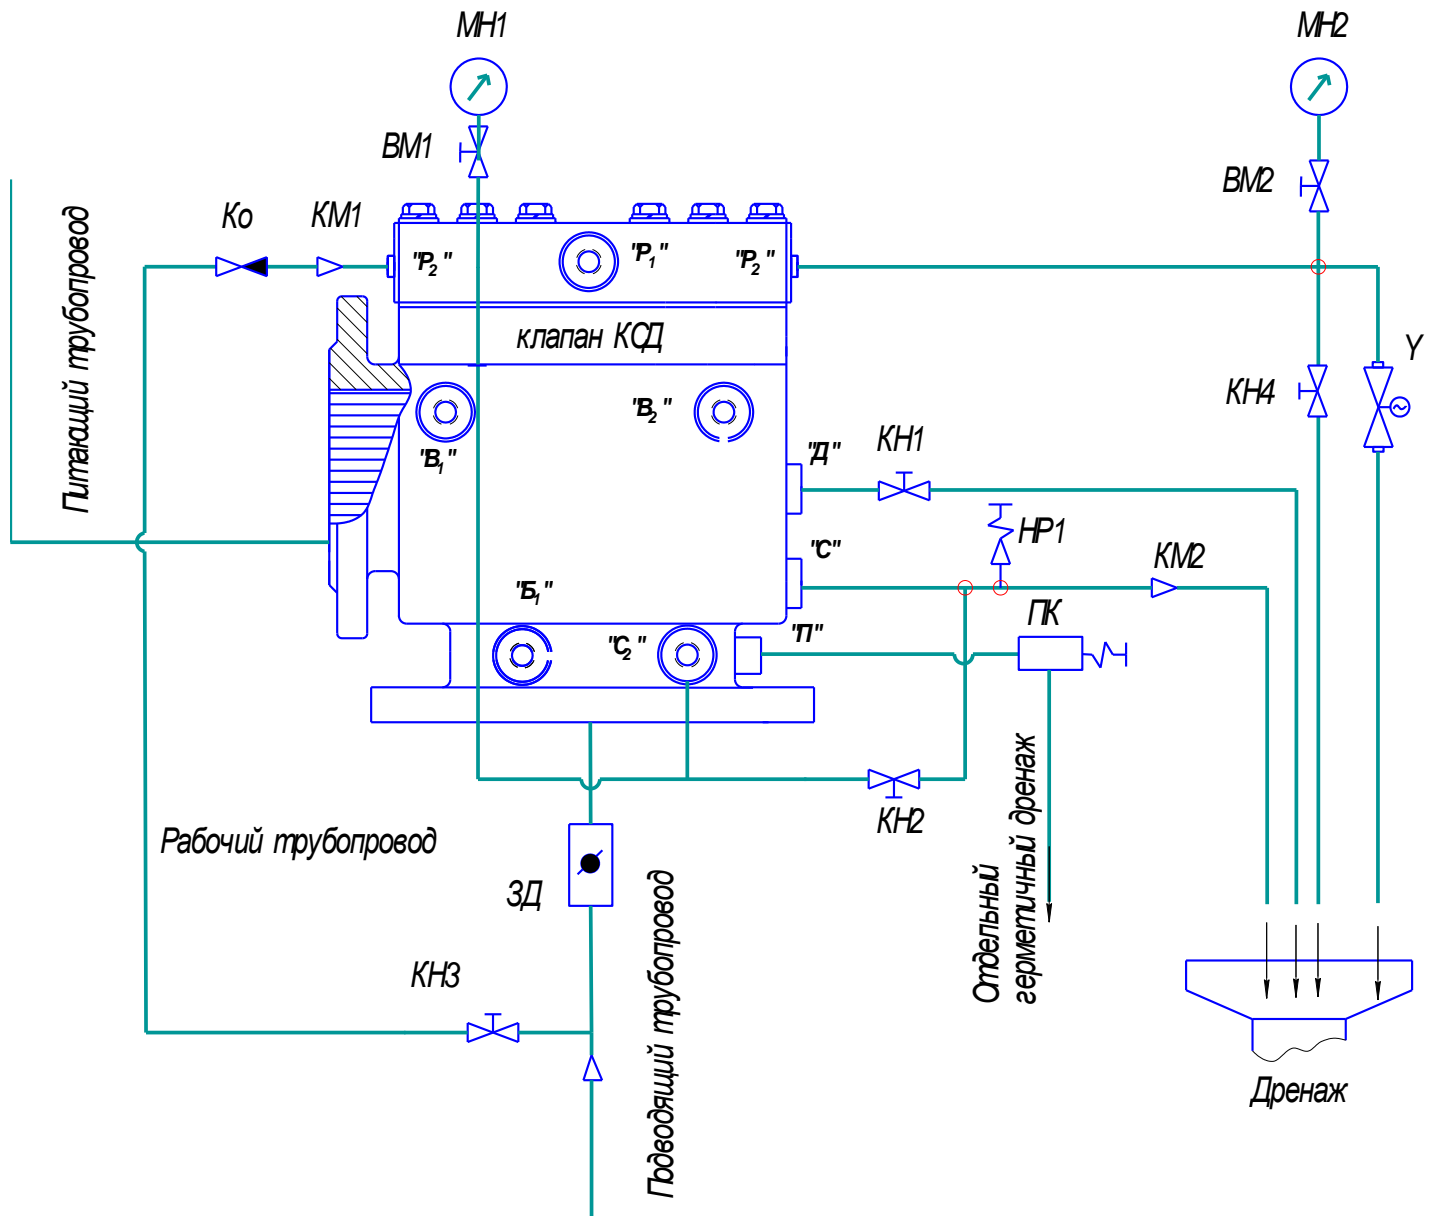 МН1
МН2
ВМ1
ВМ2
Ко
КМ1
"Р2"
"Р1"
"Р2"
Питающий трубопровод
клапан КСД
Y
КН4
"В1"
"В2"
"Д"
КН1
НР1
"С"
КМ2
"Б1"
"С2"
"П"
ПК
КН2
Рабочий трубопровод
ЗД
Отдельный
герметичный дренаж
КН3
Подводящий трубопровод
Дренаж